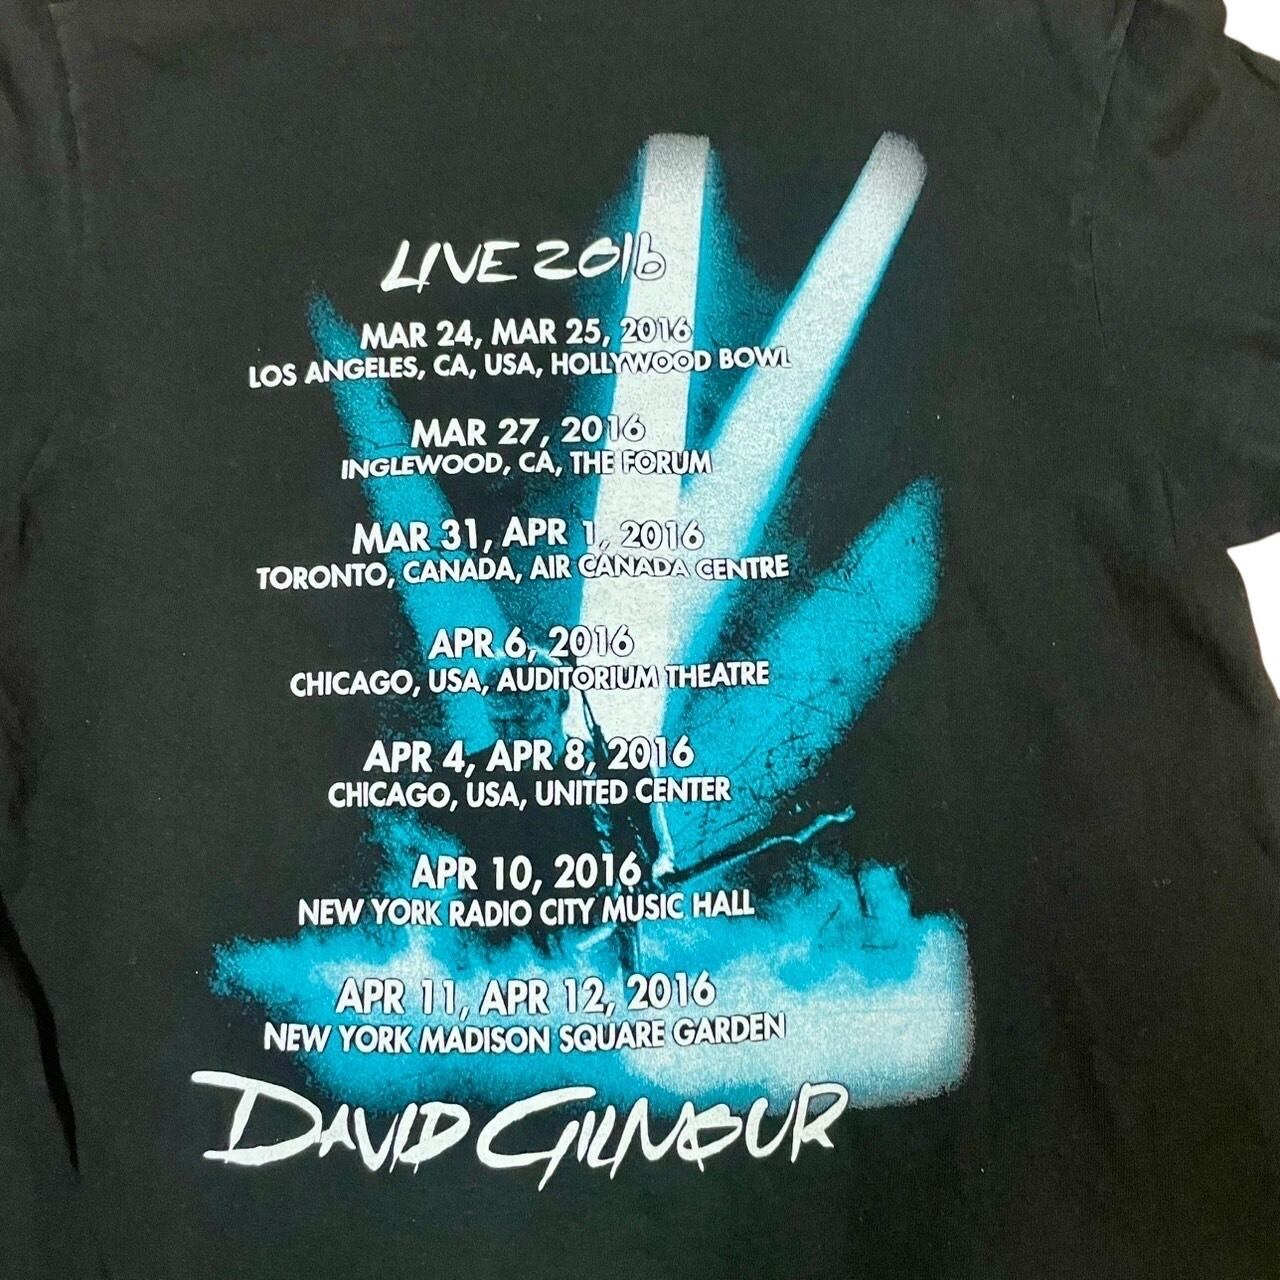 LIVE 2016
MAR 24, MAR 25, 2016
LOS ANGELES, CA, USA, HOLLYWOOD BOWL
MAR 27, 2016
INGLEWOOD, CA, THE FORUM
MAR 31, APR 1, 2016
TORONTO, CANADA, AIR CANADA CENTRE
APR 6, 2016
CHICAGO, USA, AUDITORIUM THEATRE
APR 4, APR 8, 2016
CHICAGO, USA, UNITED CENTER
APR 10, 2016
NEW YORK RADIO CITY MUSIC HALL
APR 11, APR 12, 2016
NEW YORK MADISON SQUARE GARDEN
DAVID GILMOUR